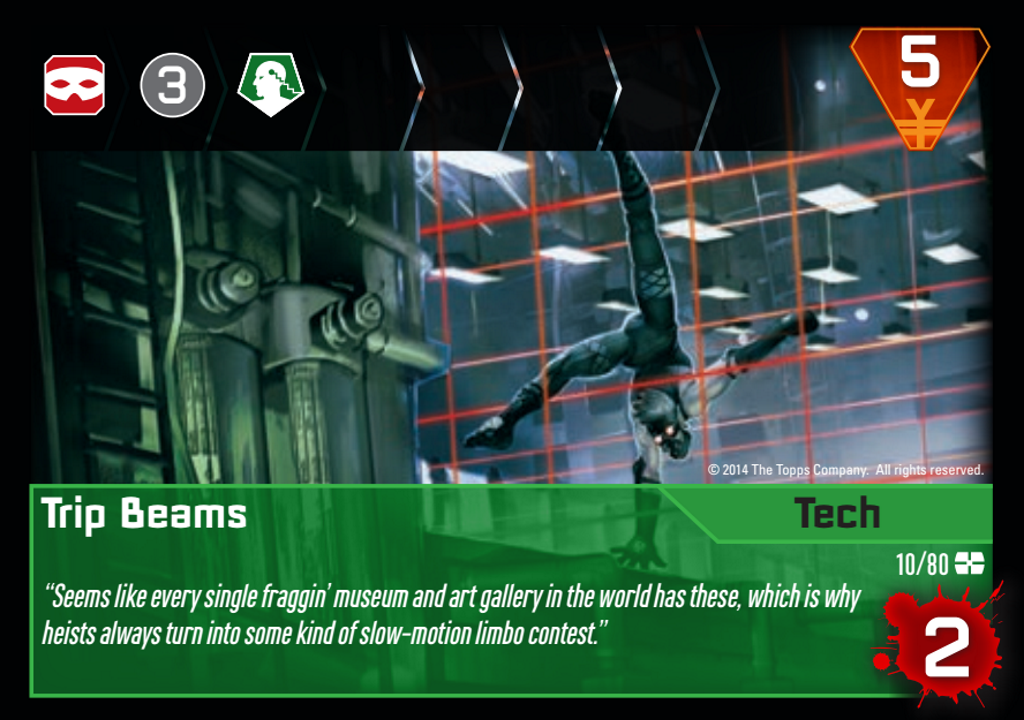 3
5
¥
© 2014 The Topps Company. All rights reserved.
Trip Beams
Tech
10/80
“Seems like every single fraggin’ museum and art gallery in the world has these, which is why
heists always turn into some kind of slow-motion limbo contest.”
2